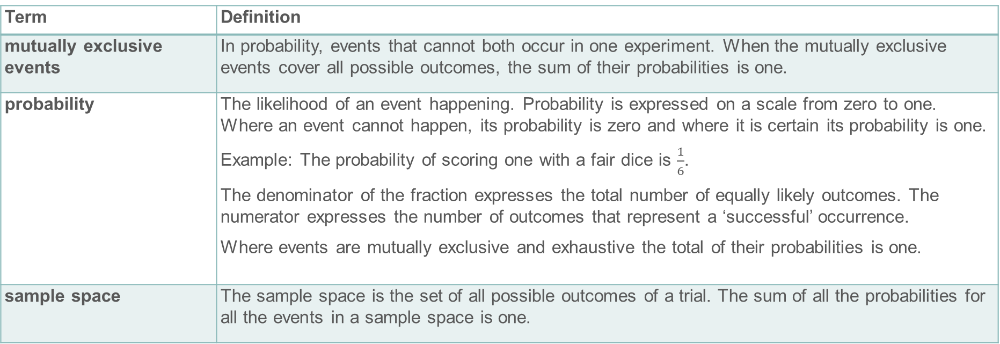 Term Definition
mutually exclusive
events
In probability, events that cannot both occur in one experiment. When the mutually exclusive
events cover all possible outcomes, the sum of their probabilities is one.
probability
The likelihood of an event happening. Probability is expressed on a scale from zero to one.
Where an event cannot happen, its probability is zero and where it is certain its probability is one.
Example: The probability of scoring one with a fair dice is 1/6.
The denominator of the fraction expresses the total number of equally likely outcomes. The
numerator expresses the number of outcomes that represent a ‘successful’ occurrence.
Where events are mutually exclusive and exhaustive the total of their probabilities is one.
sample space
The sample space is the set of all possible outcomes of a trial. The sum of all the probabilities for
all the events in a sample space is one.